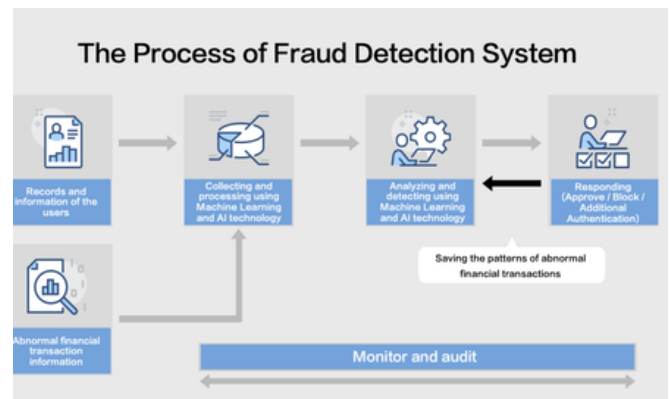 The Process of Fraud Detection System
Records and
information of the
users
Collecting and
processing using
Machine Learning
and AI technology
Analyzing and
detecting using
Machine Learning
and AI technology
Responding
(Approve / Block /
Additional
Authentication)
Saving the patterns of abnormal
financial transactions
Abnormal financial
transaction
information
Monitor and audit